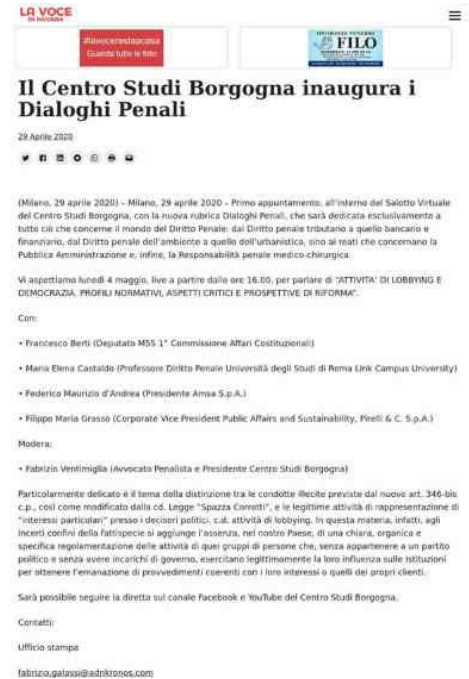 LA VOCE
DI NOVARA
#lavocerestaacasa
Guarda tutte le foto
ONORANZE FUNEBRI
FILO
Il Centro Studi Borgogna inaugura i
Dialoghi Penali
29 Aprile 2020
(Milano, 29 aprile 2020) – Milano, 29 aprile 2020 – Primo appuntamento, all'interno del Salotto Virtuale
del Centro Studi Borgogna, con la nuova rubrica Dialoghi Penali, che sarà dedicata esclusivamente a
tutto ciò che concerne il mondo del Diritto Penale: dal Diritto penale tributario a quello bancario e
finanziario, dal Diritto penale dell'ambiente a quello dell'urbanistica, sino ai reati che concernano la
Pubblica Amministrazione e, infine, la Responsabilità penale medico-chirurgica.
Vi aspettiamo lunedì 4 maggio, live a partire dalle ore 16.00, per parlare di "ATTIVITA' DI LOBBYING E
DEMOCRAZIA. PROFILI NORMATIVI, ASPETTI CRITICI E PROSPETTIVE DI RIFORMA".
Con:
• Francesco Berti (Deputato M5S 1° Commissione Affari Costituzionali)
• Maria Elena Castaldo (Professore Diritto Penale Università degli Studi di Roma Link Campus University)
• Federico Maurizio d'Andrea (Presidente Amsa S.p.A.)
• Filippo Maria Grasso (Corporate Vice President Public Affairs and Sustainability, Pirelli & C. S.p.A.)
Modera:
• Fabrizio Ventimiglia (Avvocato Penalista e Presidente Centro Studi Borgogna)
Particolarmente delicato è il tema della distinzione tra le condotte illecite previste dal nuovo art. 346-bis
c.p., così come modificato dalla cd. Legge "Spazza Corrotti", e le legittime attività di rappresentazione di
"interessi particolari" presso i decisori politici, c.d. attività di lobbying. In questa materia, infatti, agli
incerti confini della fattispecie si aggiunge l'assenza, nel nostro Paese, di una chiara, organica e
specifica regolamentazione delle attività di quei gruppi di persone che, senza appartenere a un partito
politico e senza avere incarichi di governo, esercitano legittimamente la loro influenza sulle istituzioni
per ottenere l'emanazione di provvedimenti coerenti con i loro interessi o quelli dei propri clienti.
Sarà possibile seguire la diretta sul canale Facebook e YouTube del Centro Studi Borgogna.
Contatti:
Ufficio stampa
fabrizio.galassi@adnkronos.com